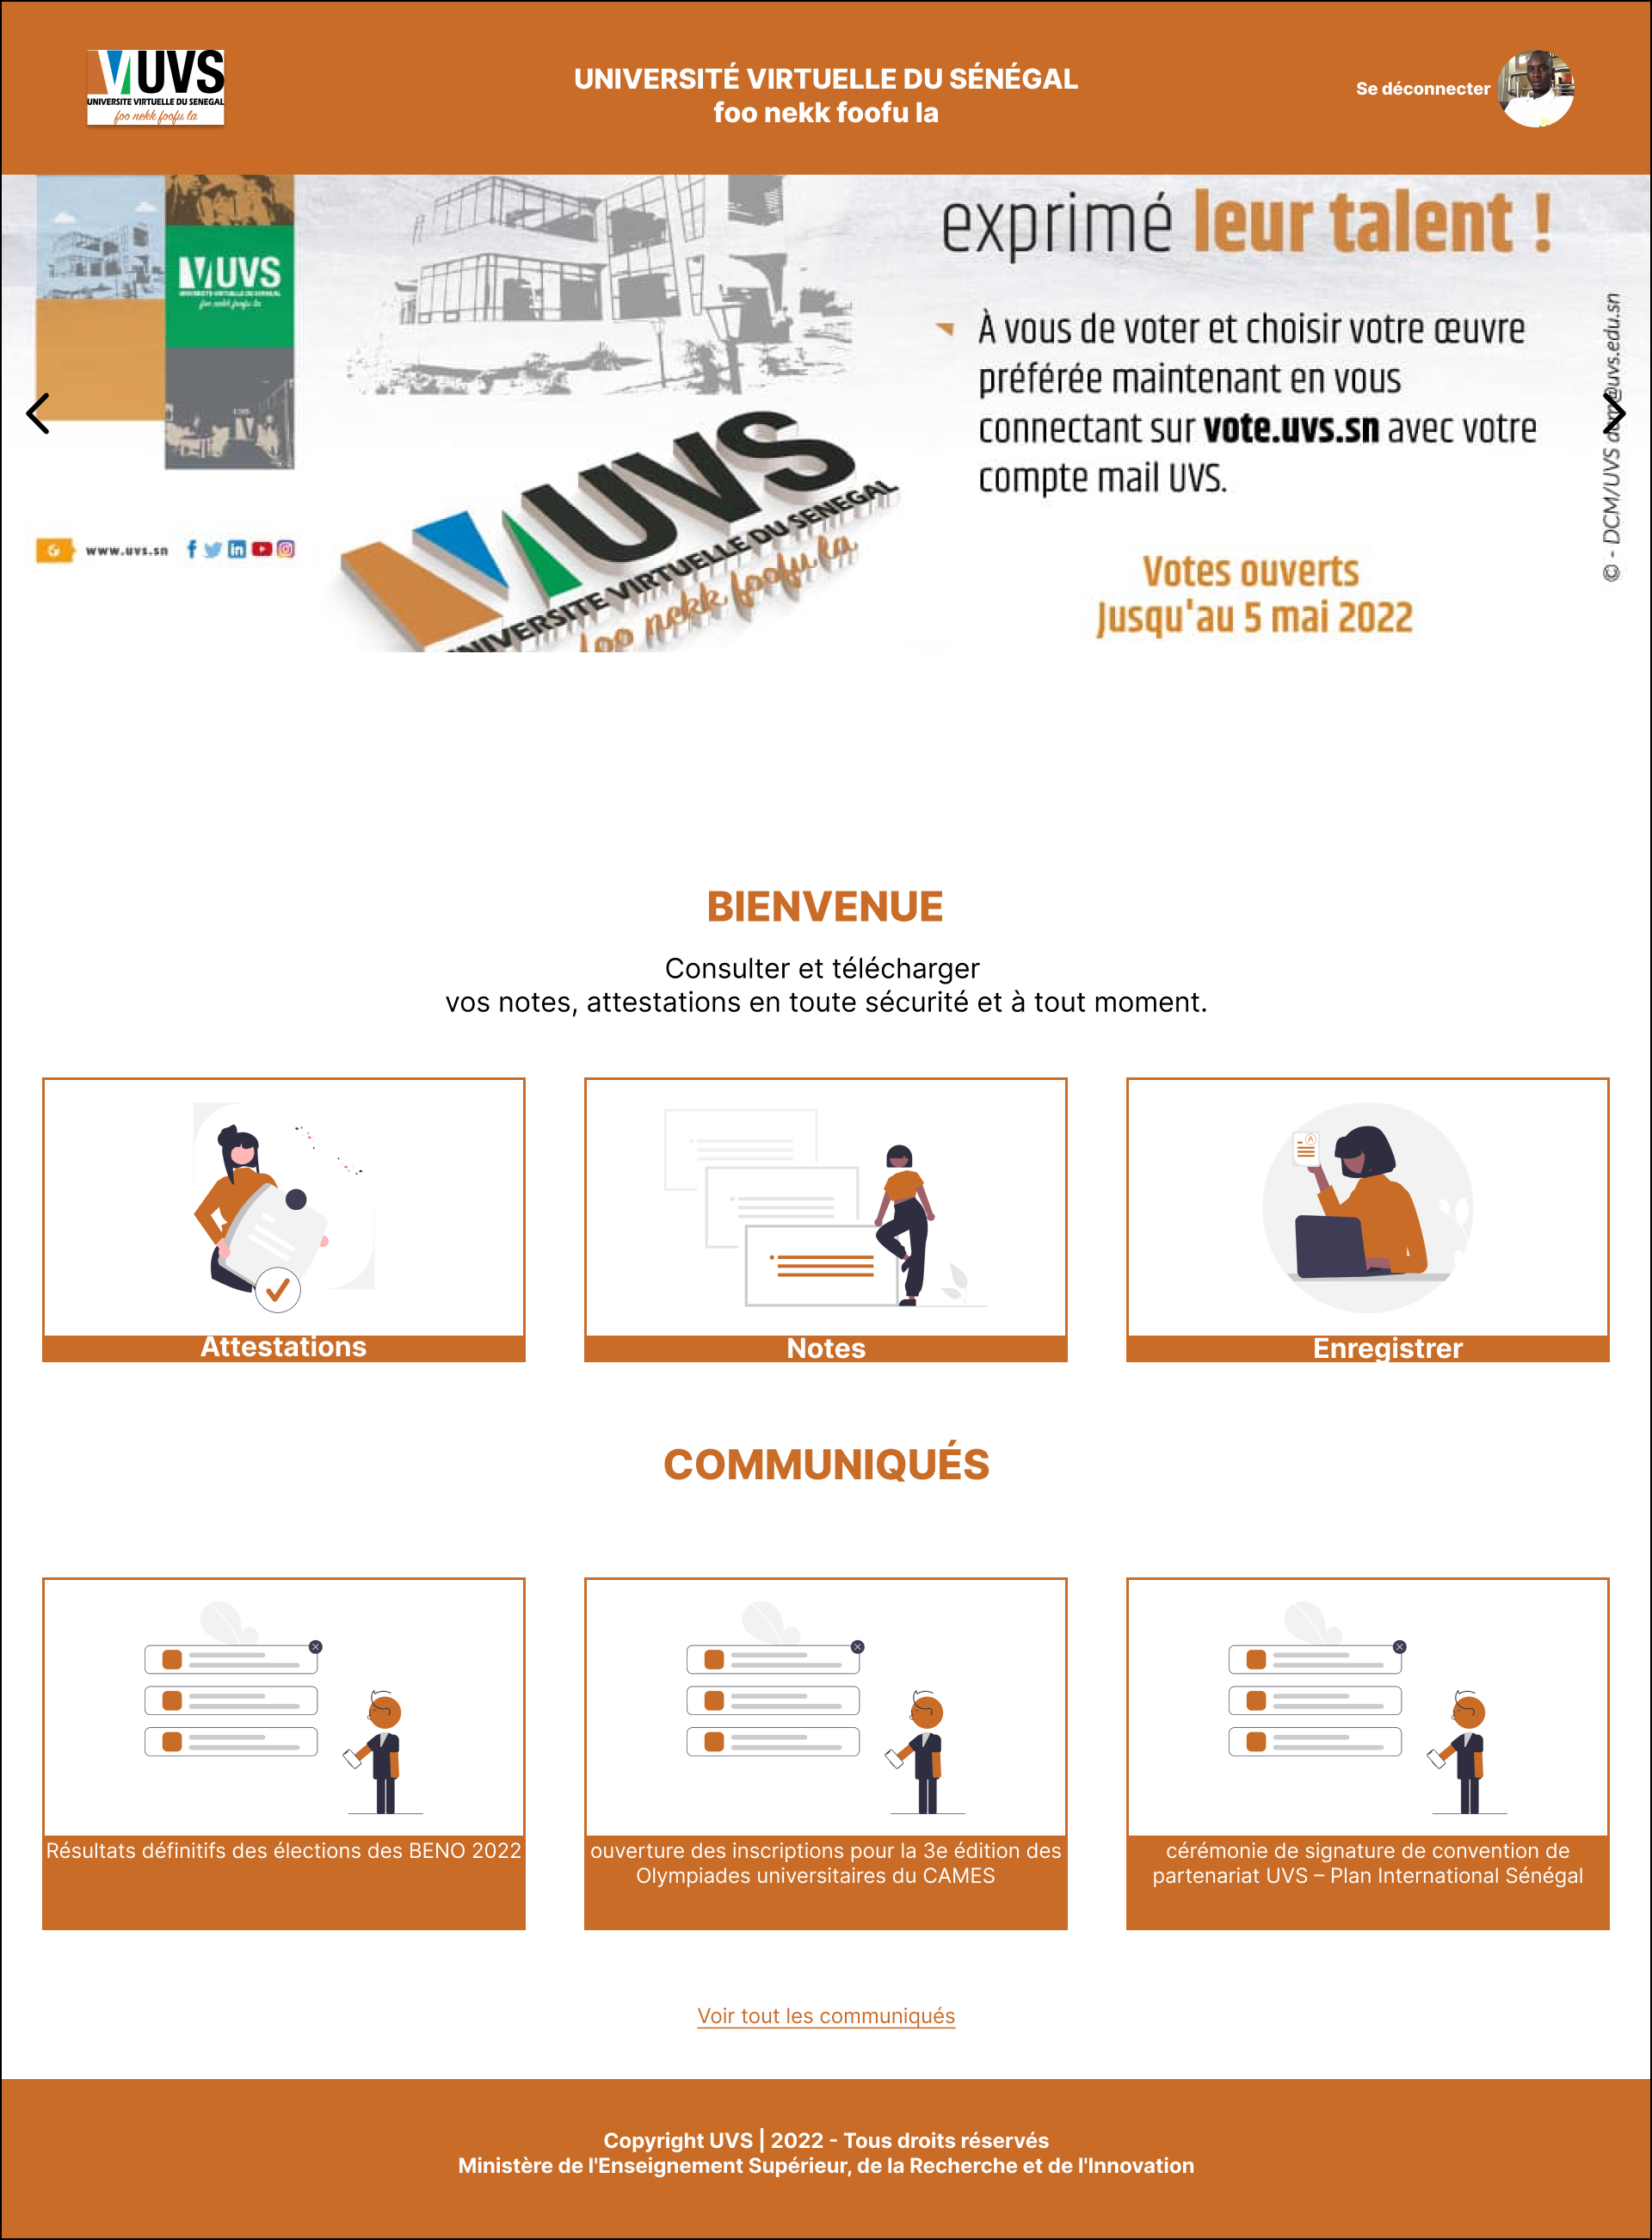 UVS
UNIVERSITE VIRTUELLE DU SENEGAL
foo nekk foofu la
UNIVERSITÉ VIRTUELLE DU SÉNÉGAL
foo nekk foofu la
Se déconnecter
UVS
UNIVERSITE VIRTUELLE DU SENEGAL
foo nekk foofu la
www.uvs.sn
UVS
UNIVERSITE VIRTUELLE DU SENEGAL
foo nekk foofu la
exprimé leur talent !
À vous de voter et choisir votre œuvre
préférée maintenant en vous
connectant sur vote.uvs.sn avec votre
compte mail UVS.
Votes ouverts
Jusqu'au 5 mai 2022
© - DCM/UVS dcm@uvs.edu.sn
BIENVENUE
Consulter et télécharger
vos notes, attestations en toute sécurité et à tout moment.
A
Attestations
Notes
Enregistrer
COMMUNIQUÉS
Résultats définitifs des élections des BENO 2022
ouverture des inscriptions pour la 3e édition des
Olympiades universitaires du CAMES
cérémonie de signature de convention de
partenariat UVS – Plan International Sénégal
Voir tout les communiqués
Copyright UVS | 2022 - Tous droits réservés
Ministère de l'Enseignement Supérieur, de la Recherche et de l'Innovation